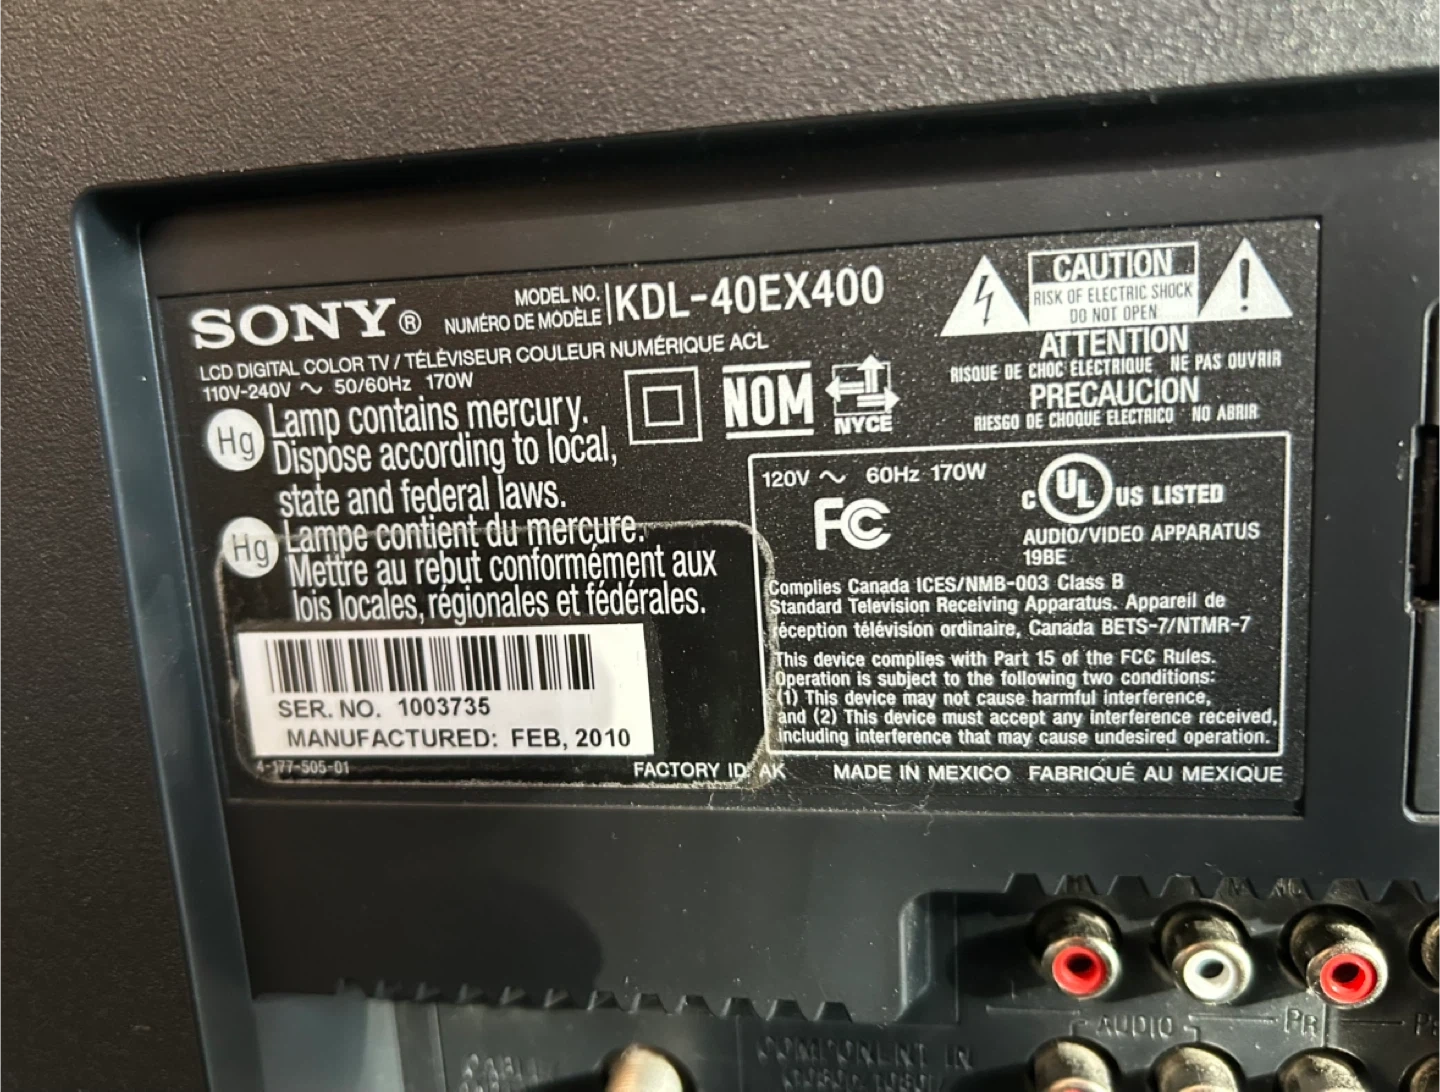 SONY®
MODEL NO.
NUMÉRO DE MODÈLE
KDL-40EX400
LCD DIGITAL COLOR TV / TÉLÉVISEUR COULEUR NUMÉRIQUE ACL
110V-240V ~ 50/60Hz 170W
Hg Lamp contains mercury.
Dispose according to local,
state and federal laws.
Hg Lampe contient du mercure.
Mettre au rebut conformément aux
lois locales, régionales et fédérales.
NOM
NYCE
CAUTION
RISK OF ELECTRIC SHOCK
DO NOT OPEN
ATTENTION
RISQUE DE CHOC ELECTRIQUE NE PAS OUVRIR
PRECAUCION
RIESGO DE CHOQUE ELECTRICO NO ABRIR
120V ~ 60Hz 170W
FC
C UL US LISTED
AUDIO/VIDEO APPARATUS
19BE
Complies Canada ICES/NMB-003 Class B
Standard Television Receiving Apparatus. Appareil de
réception télévision ordinaire, Canada BETS-7/NTMR-7
This device complies with Part 15 of the FCC Rules.
Operation is subject to the following two conditions:
(1) This device may not cause harmful interference,
and (2) This device must accept any interference received,
including interference that may cause undesired operation.
SER. NO. 1003735
MANUFACTURED: FEB, 2010
4-177-505-01
FACTORY ID: AK
MADE IN MEXICO FABRIQUÉ AU MEXIQUE
AUDIO
PR
COMPONENT IN